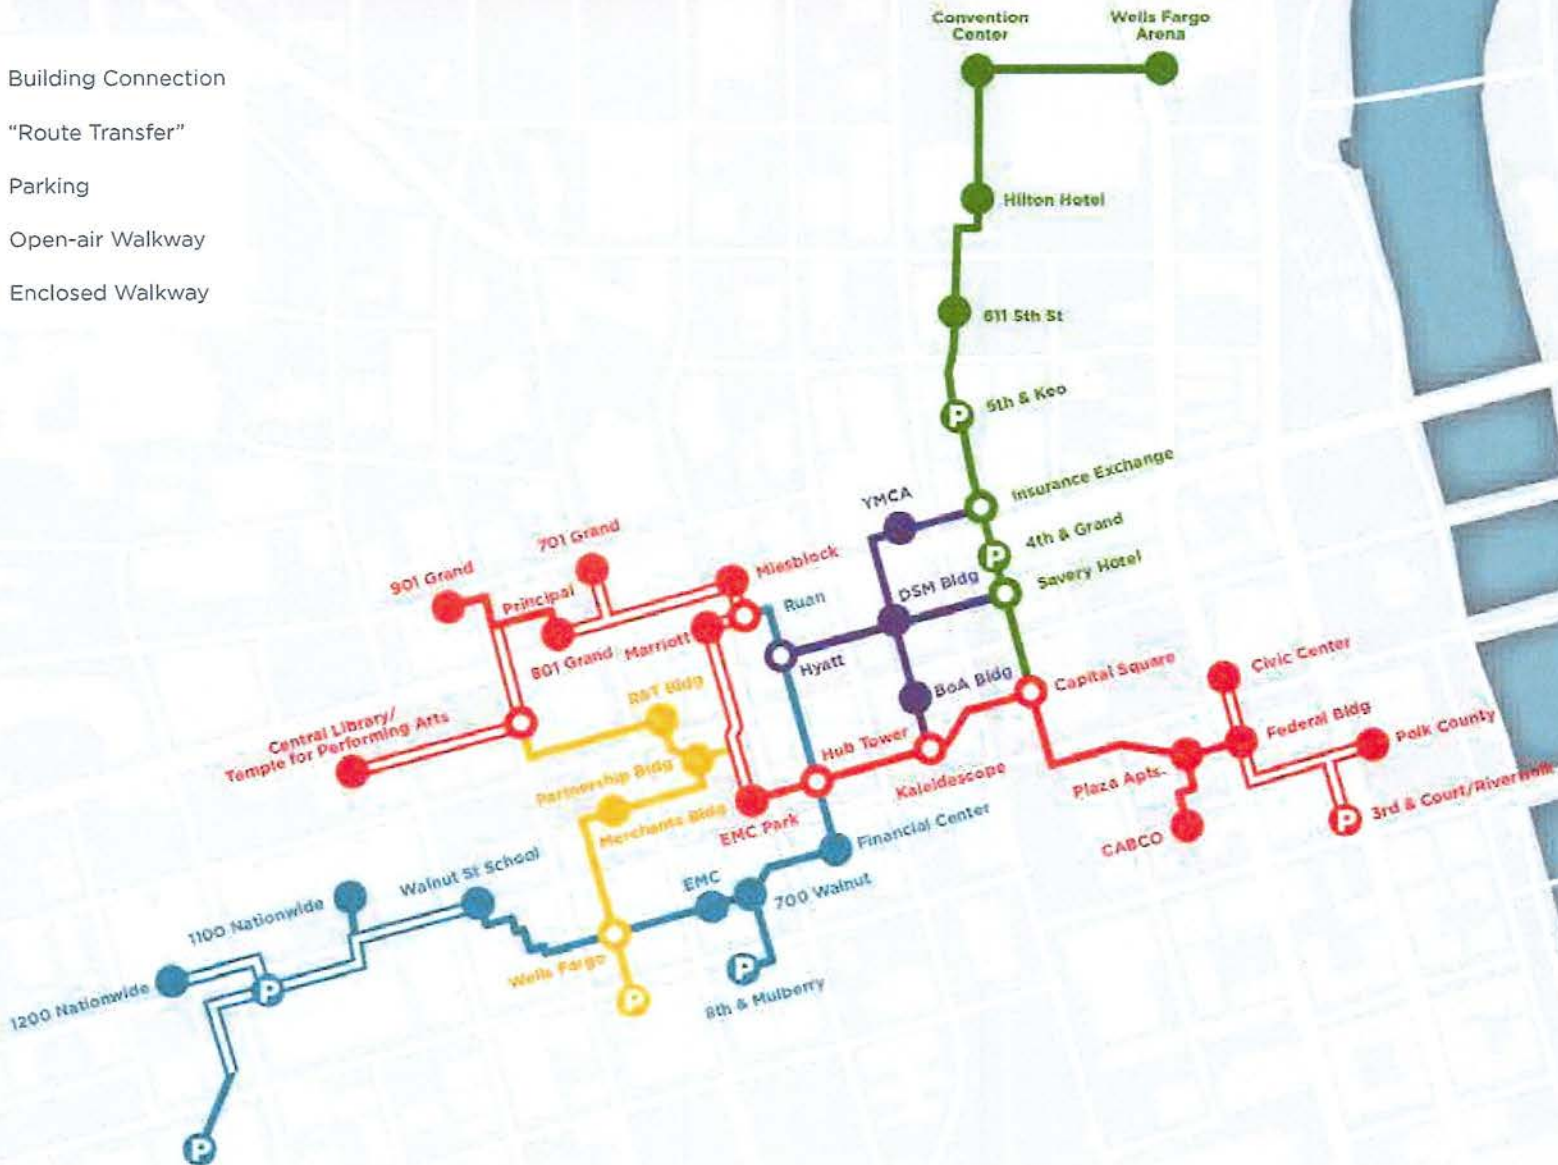 Convention
Center
Wells Fargo
Arena
Building Connection
"Route Transfer"
Parking
Open-air Walkway
Enclosed Walkway
Hilton Hotel
611 5th St
P
5th & Keo
Insurance Exchange
YMCA
4th & Grand
P
Savery Hotel
DSM Bldg
701 Grand
Miesblock
901 Grand
Principal
Ruan
801 Grand
Marriott
Hyatt
BoA Bldg
Capital Square
Civic Center
R&T Bldg
Federal Bldg
Polk County
Central Library/
Temple for Performing Arts
Hub Tower
Kaleidoscope
Partnership Bldg
Plaza Apts.
Merchants Bldg
EMC Park
3rd & Court/Riverwalk
P
CABCO
Financial Center
Walnut St School
EMC
700 Walnut
1100 Nationwide
Wells Fargo
P
8th & Mulberry
P
1200 Nationwide
P
P